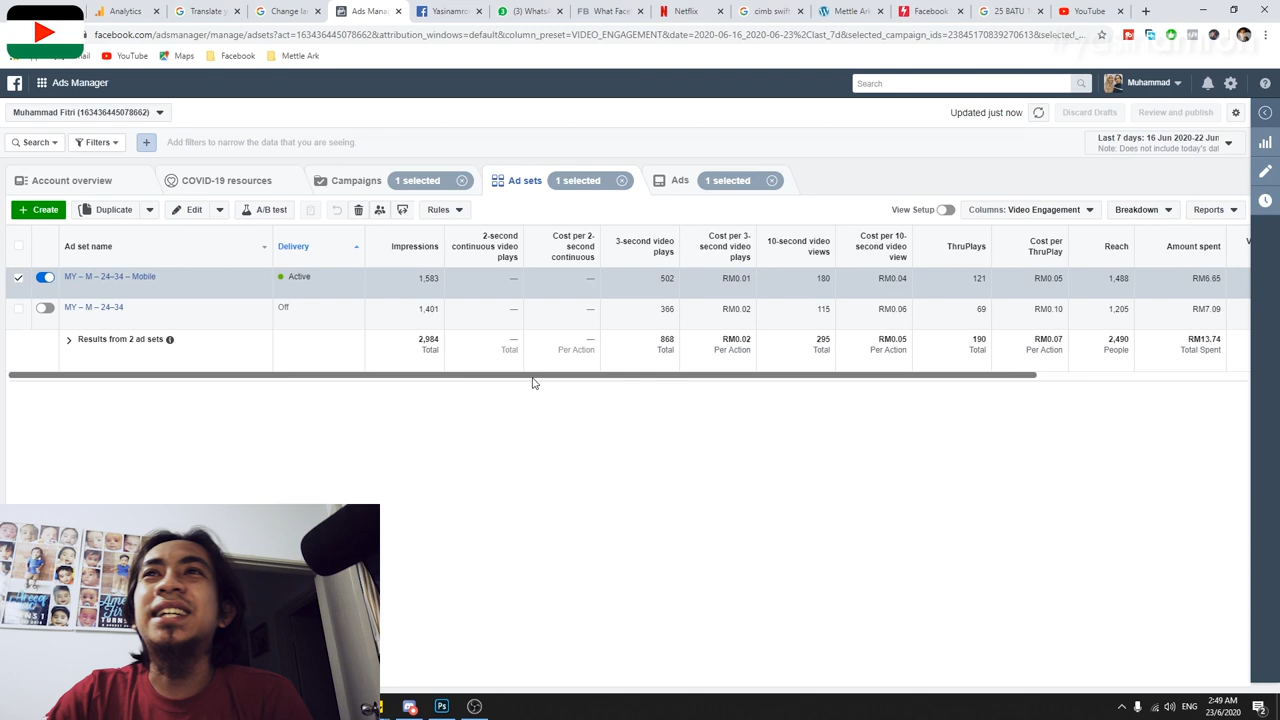 Analytics
Translate y
Change lan
Ads Mana
fasinamro
(3) WhatsA
What Face
Netflix
cimb swift
Mettle Ark
Facebook
25 BATU T
YouTube
facebook.com/adsmanager/manage/adsets?act=163436445078662&attribution_windows=default&column_preset=VIDEO_ENGAGEMENT&date=2020-06-16_2020-06-23%2Clast_7d&selected_campaign_ids=23845170839270613&selected_...
YouTube
Maps
Facebook
Mettle Ark
Ads Manager
Search
Muhammad
Muhammad Fitri (163436445078662)
Updated just now
Discard Drafts
Review and publish
Search
Filters
Add filters to narrow the data that you are seeing.
Last 7 days: 16 Jun 2020-22 Jun
Note: Does not include today's dat
Account overview
COVID-19 resources
Campaigns 1 selected
Ad sets 1 selected
Ads 1 selected
+ Create
Duplicate
Edit
A/B test
Rules
View Setup
Columns: Video Engagement
Breakdown
Reports
Ad set name
Delivery
Impressions
2-second
continuous video
plays
Cost per 2-
second
continuous
3-second video
plays
Cost per 3-
second video
plays
10-second video
views
Cost per 10-
second video
view
ThruPlays
Cost per
ThruPlay
Reach
Amount spent
V
MY – M – 24–34 – Mobile Active 1,583 — — 502 RM0.01 180 RM0.04 121 RM0.05 1,488 RM6.65
MY – M – 24–34 Off 1,401 — — 366 RM0.03 115 RM0.06 69 RM0.10 1,205 RM7.09
Results from 2 ad sets 2,984 — — 868 RM0.02 295 RM0.05 190 RM0.07 2,490 RM13.74
Total Total Per Action Total Per Action Total Per Action Total Per Action People Total Spent
2:49 AM
23/6/2020